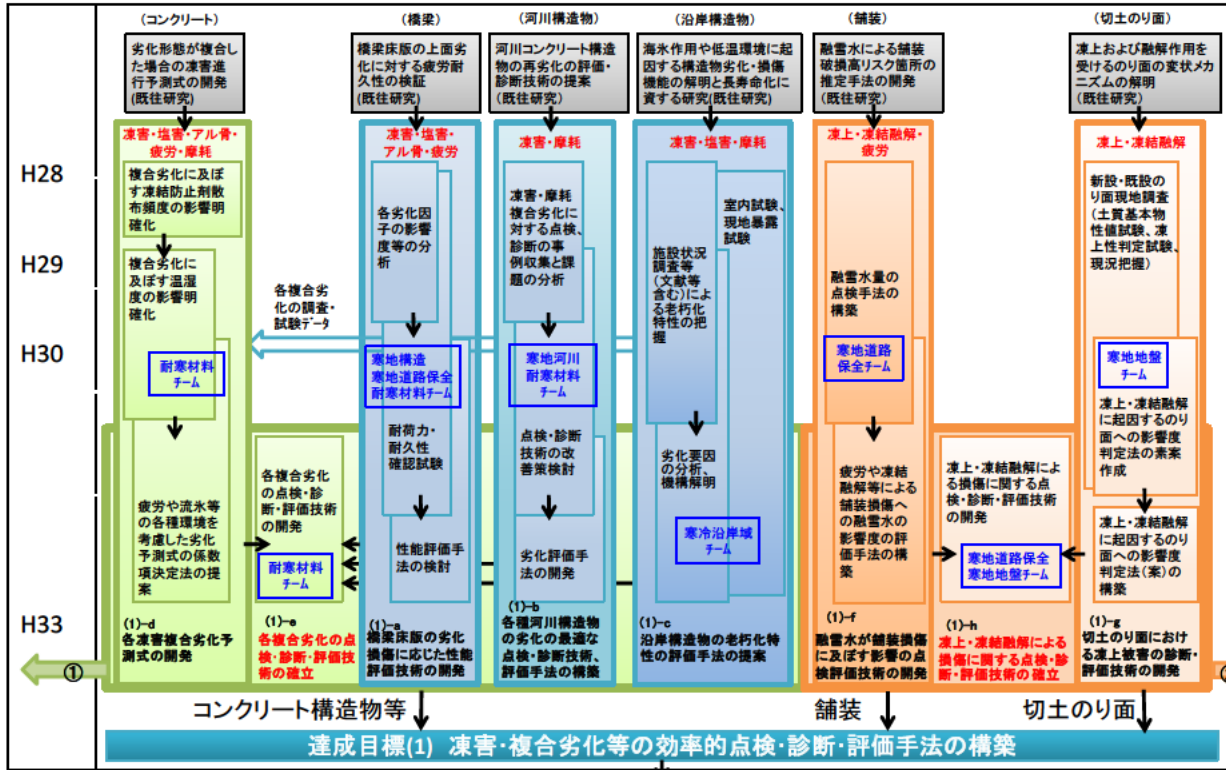 (コンクリート)
劣化形態が複合し
た場合の凍害進
行予測式の開発
(既往研究)
凍害・塩害・アル骨・
疲労・摩耗
複合劣化に及ぼ
す凍結防止剤散
布頻度の影響明
確化
複合劣化に
及ぼす温湿
度の影響明
確化
耐寒材料
チーム
疲労や流氷等
の各種環境を
考慮した劣化
予測式の係数
項決定法の提
案
(1)-d
各凍害複合劣化予
測式の開発
各複合劣
化の調査・
試験データ
各複合劣化
の点検・診
断・評価技術
の開発
耐寒材料
チーム
(1)-e
各複合劣化の点
検・診断・評価技
術の確立
(橋梁)
橋梁床版の上面劣
化に対する疲労耐
久性の検証
(既往研究)
凍害・塩害・
アル骨・疲労
各劣化因
子の影響
度等の分
析
寒地構造
寒地道路保全
耐寒材料チーム
耐荷力・
耐久性
確認試験
性能評価手
法の検討
(1)-a
橋梁床版の劣化
損傷に応じた性能
評価技術の開発
(河川構造物)
河川コンクリート構造
物の再劣化の評価・
診断技術の提案
(既往研究)
凍害・摩耗
凍害・摩耗
複合劣化に
対する点検、
診断の事
例収集と課
題の分析
寒地河川
耐寒材料
チーム
点検・診断
技術の改
善策検討
劣化評価手
法の開発
(1)-b
各種河川構造物
の劣化の最適な
点検・診断技術、
評価手法の構築
(沿岸構造物)
海氷作用や低温環境に起
因する構造物劣化・損傷
機能の解明と長寿命化に
資する研究(既往研究)
凍害・塩害・摩耗
室内試験、
現地暴露
試験
施設状況
調査等
(文献等
含む)による
老朽化
特性の把
握
劣化要因
の分析、
機構解明
寒冷沿岸域
チーム
(1)-c
沿岸構造物の老朽化特
性の評価手法の提案
(舗装)
融雪水による舗装
破損高リスク箇所の
推定手法の開発
(既往研究)
凍上・凍結融解・
疲労
融雪水量の
点検手法の
構築
寒地道路
保全チーム
疲労や凍結
融解等による
舗装損傷へ
の融雪水の
影響度の評
価手法の構
築
(1)-f
融雪水が舗装損傷
に及ぼす影響の点
検評価技術の開発
凍上・凍結融解によ
る損傷に関する点
検・診断・評価技術
の開発
寒地道路保全
寒地地盤チーム
(1)-h
凍上・凍結融解による
損傷に関する点検・診
断・評価技術の確立
(切土のり面)
凍上および融解作用を
受けるのり面の変状メカ
ニズムの解明
(既往研究)
凍上・凍結融解
新設・既設の
り面現地調査
(土質基本物
性値試験、凍
上性判定試験、
現況把握)
寒地地盤
チーム
凍上・凍結融解
に起因するのり
面への影響度
判定法の素案
作成
凍上・凍結融解
に起因するのり
面への影響度
判定法(案)の
構築
(1)-g
切土のり面におけ
る凍上被害の診断・
評価技術の開発
H28
H29
H30
H33
①
コンクリート構造物等
舗装
切土のり面
達成目標(1) 凍害・複合劣化等の効率的点検・診断・評価手法の構築